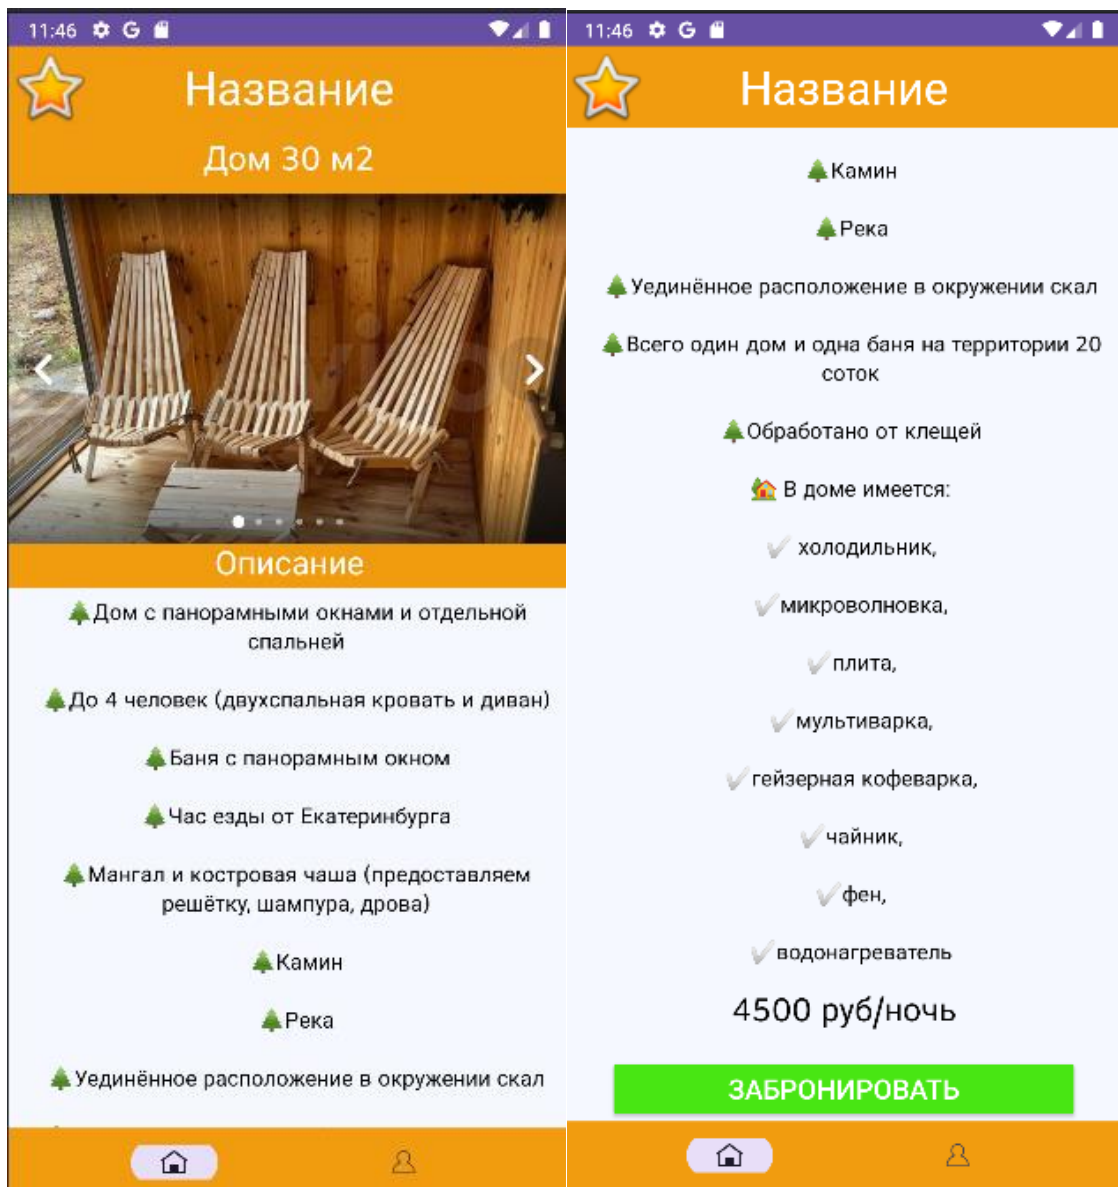 11:46 G
Название
Дом 30 м2
Описание
🌲Дом с панорамными окнами и отдельной
спальней
🌲До 4 человек (двухспальная кровать и диван)
🌲Баня с панорамным окном
🌲Час езды от Екатеринбурга
🌲Мангал и костровая чаша (предоставляем
решётку, шампура, дрова)
🌲Камин
🌲Река
🌲Уединённое расположение в окружении скал
11:46 G
Название
🌲Камин
🌲Река
🌲Уединённое расположение в окружении скал
🌲Всего один дом и одна баня на территории 20
соток
🌲Обработано от клещей
🏡 В доме имеется:
✔ холодильник,
✔микроволновка,
✔плита,
✔мультиварка,
✔гейзерная кофеварка,
✔чайник,
✔фен,
✔водонагреватель
4500 руб/ночь
ЗАБРОНИРОВАТЬ